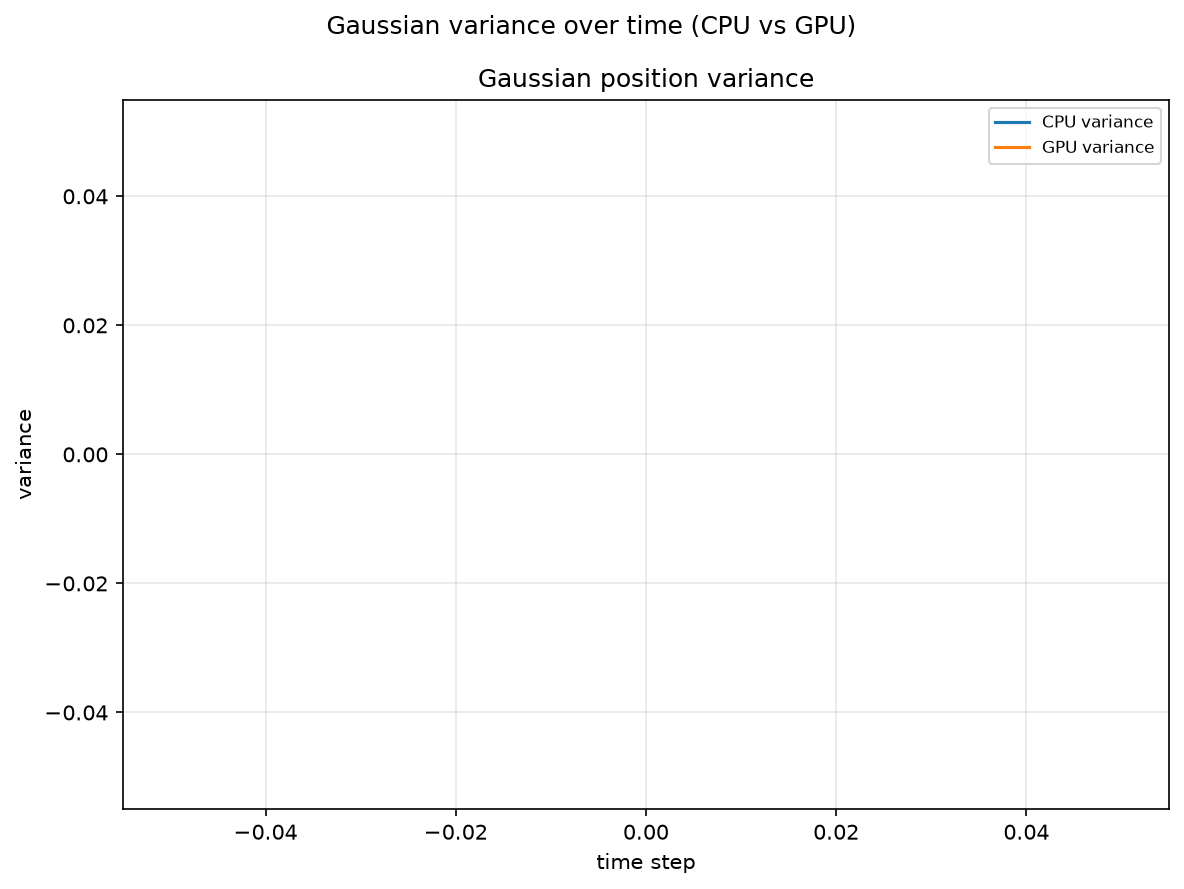 Gaussian variance over time (CPU vs GPU)
Gaussian position variance
CPU variance
GPU variance
0.04
0.02
0.00
−0.02
−0.04
variance
−0.04
−0.02
0.00
0.02
0.04
time step